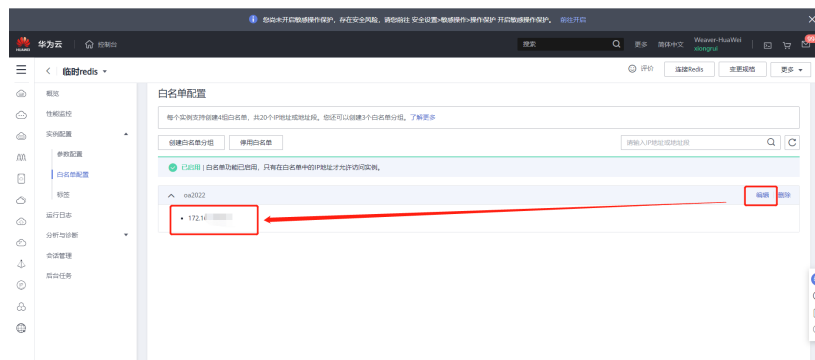 您尚未开启敏感操作保护，存在安全风险，请您前往 安全设置>敏感操作>操作保护 开启敏感操作保护。 前往开启
HUAWEI 华为云 控制台 搜索 更多 简体中文 Weaver-HuaWei xiongrui 99
临时redis 评价 连接Redis 变更规格 更多
概览
性能监控
实例配置
参数配置
白名单配置
标签
运行日志
分析与诊断
会话管理
后台任务
白名单配置
每个实例支持创建4组白名单，共20个IP地址或地址段。您还可以创建3个白名单分组。了解更多
创建白名单分组 停用白名单 请输入IP地址或地址段
已启用 | 白名单功能已启用，只有在白名单中的IP地址才允许访问实例。
oa2022 编辑 删除
172.1